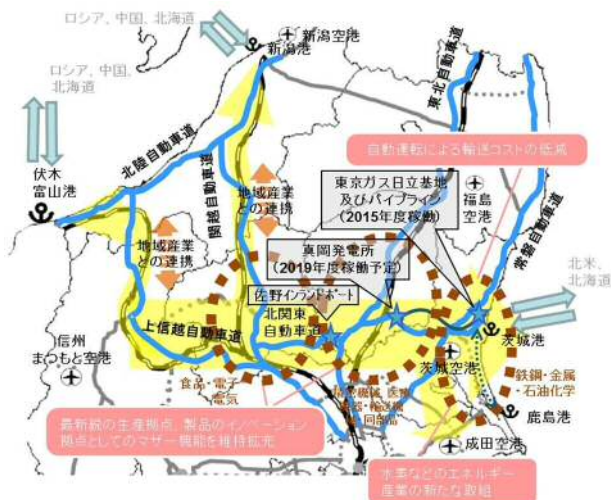 ロシア、中国、北海道
新潟港
新潟空港
ロシア、中国、
北海道
伏木
富山港
北陸自動車道
関越自動車道
東北自動車道
自動運転による輸送コストの低減
東京ガス日立基地
及びパイプライン
(2015年度稼動)
福島
空港
常磐自動車道
地域産業
との連携
地域産業
との連携
真岡発電所
(2019年度稼働予定)
北米、
北海道
佐野インランドポート
北関東
自動車道
上信越自動車道
信州
まつもと空港
茨城港
茨城空港
食品・電子
電気
医療
・輸送機
同部品
鉄鋼・金属
・石油化学
鹿島港
成田空港
最新鋭の生産拠点、製品のイノベーション
拠点としてのマザー機能を維持拡充
水素などのエネルギー
産業の新たな取組